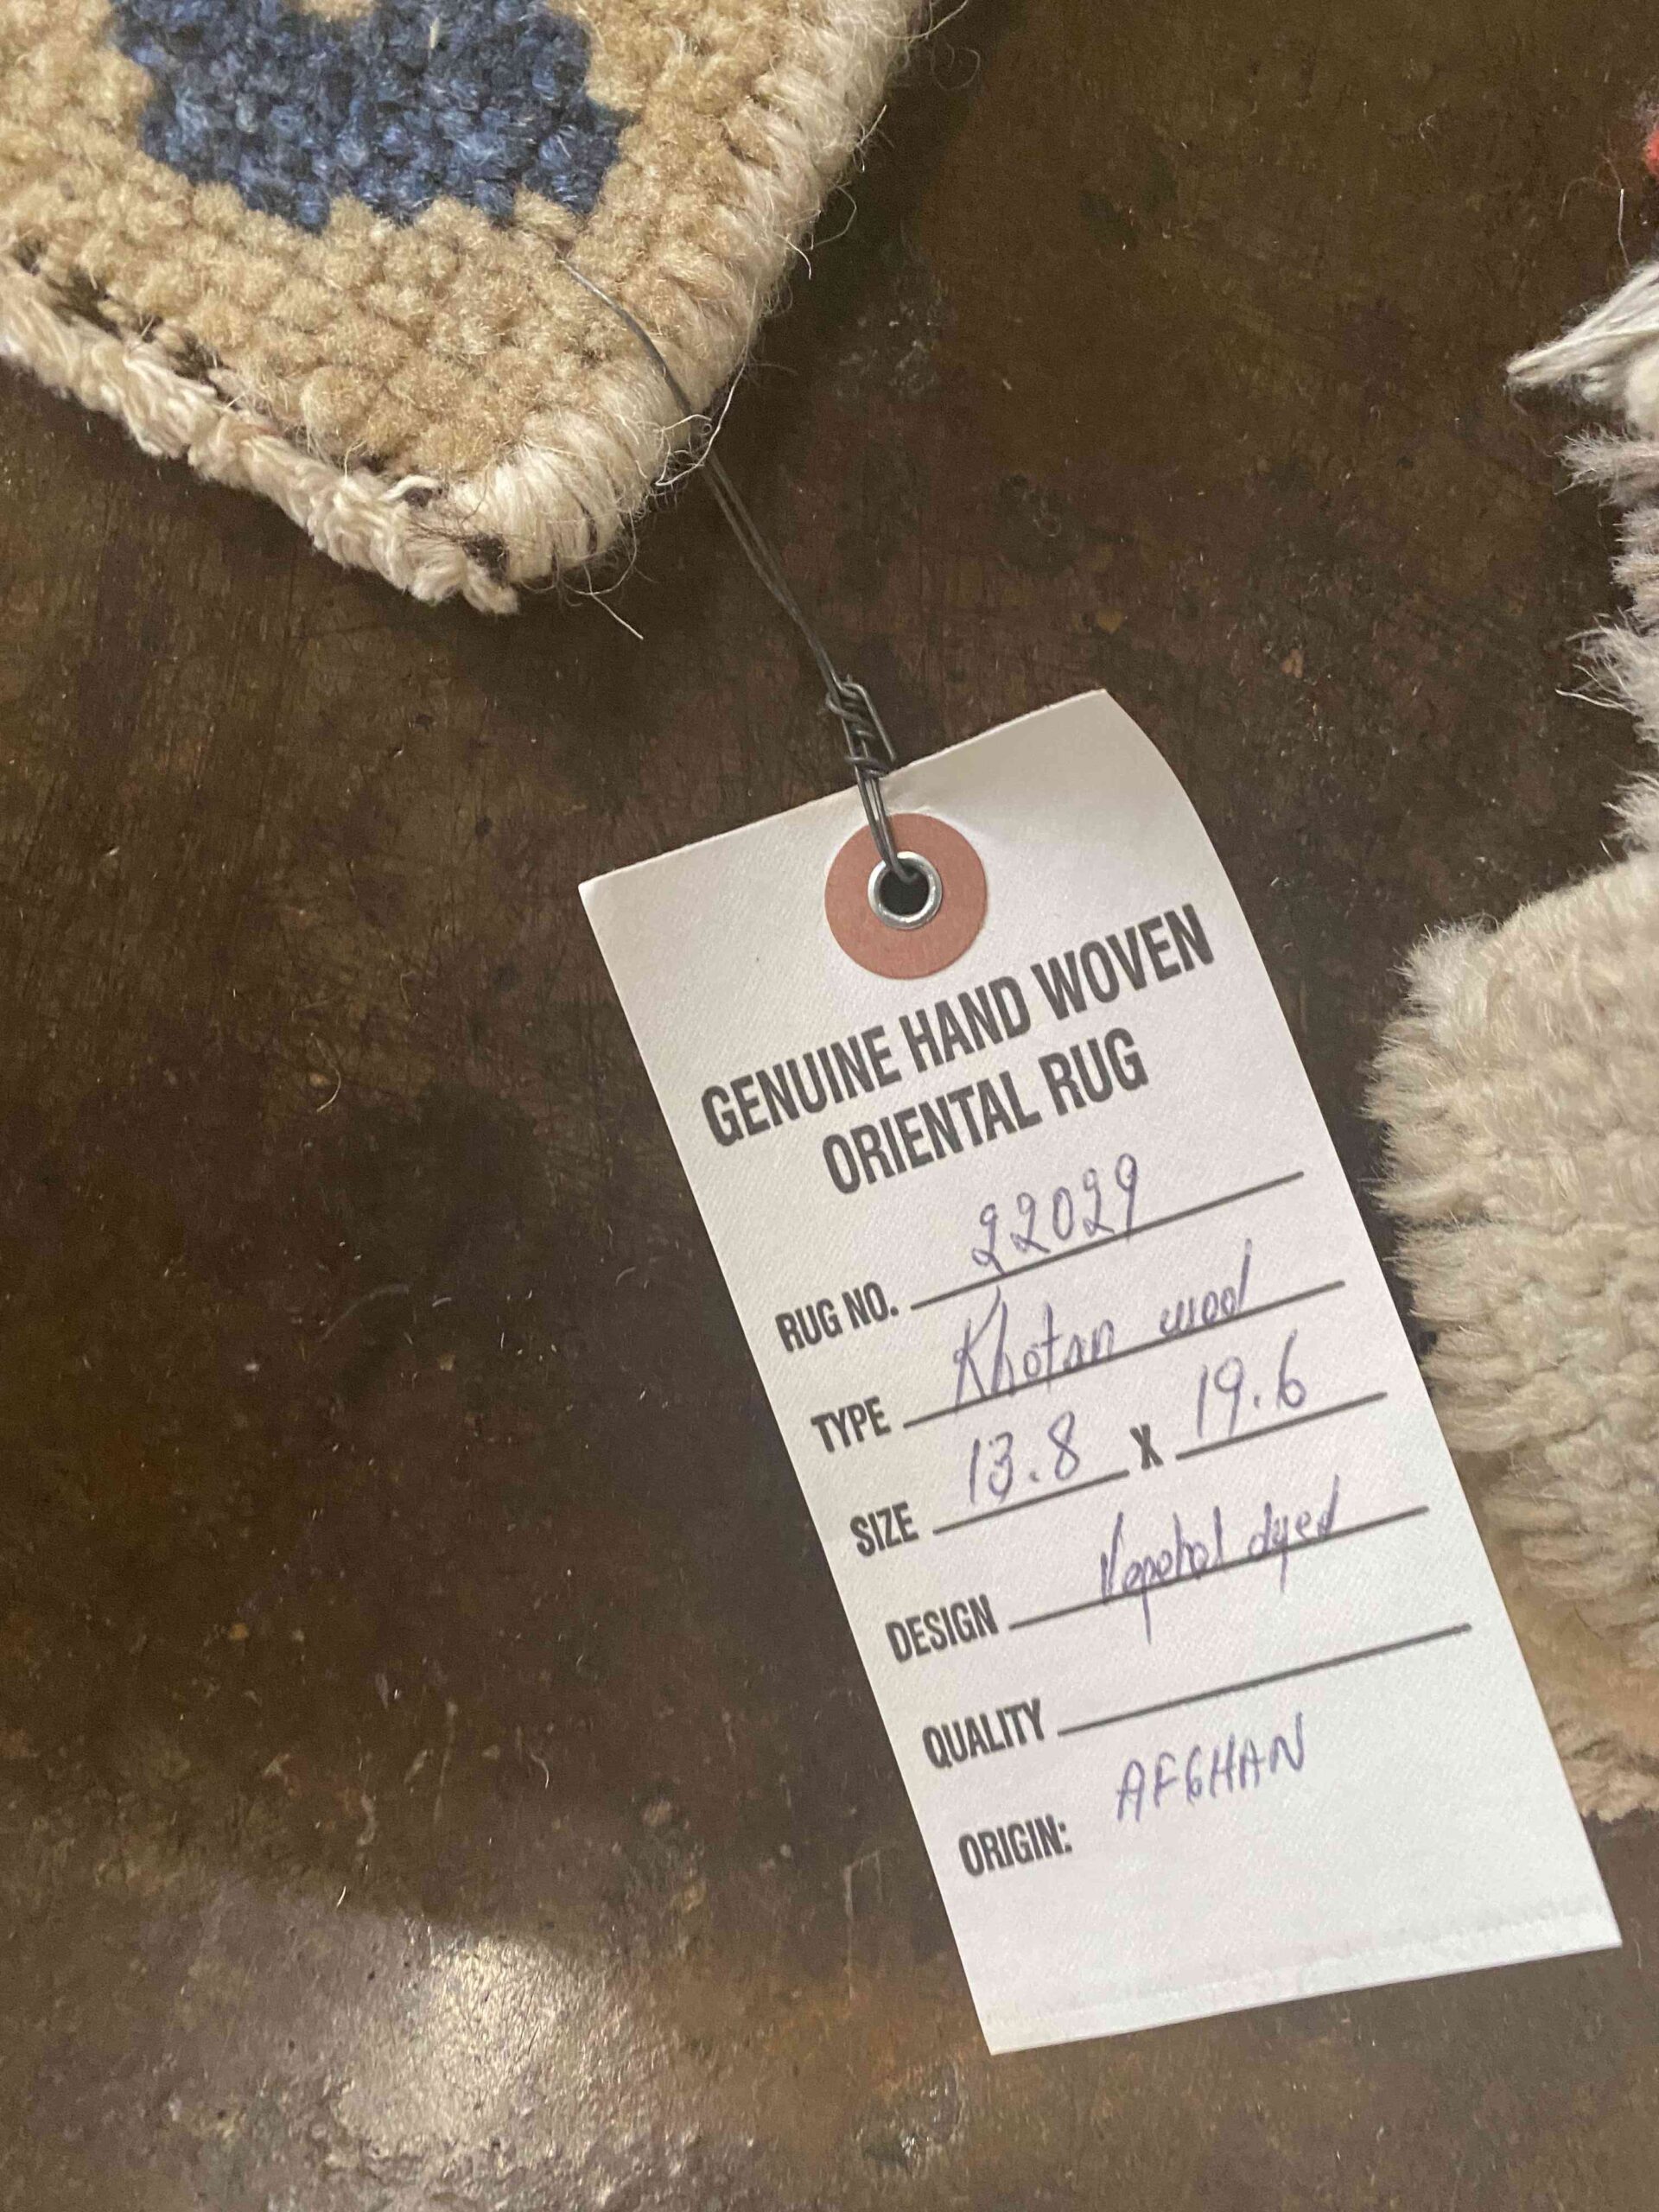 GENUINE HAND WOVEN
ORIENTAL RUG
RUG NO. 22029
TYPE Khotan wool
SIZE 13.8 X 19.6
DESIGN dyed
QUALITY
ORIGIN: AFGHAN